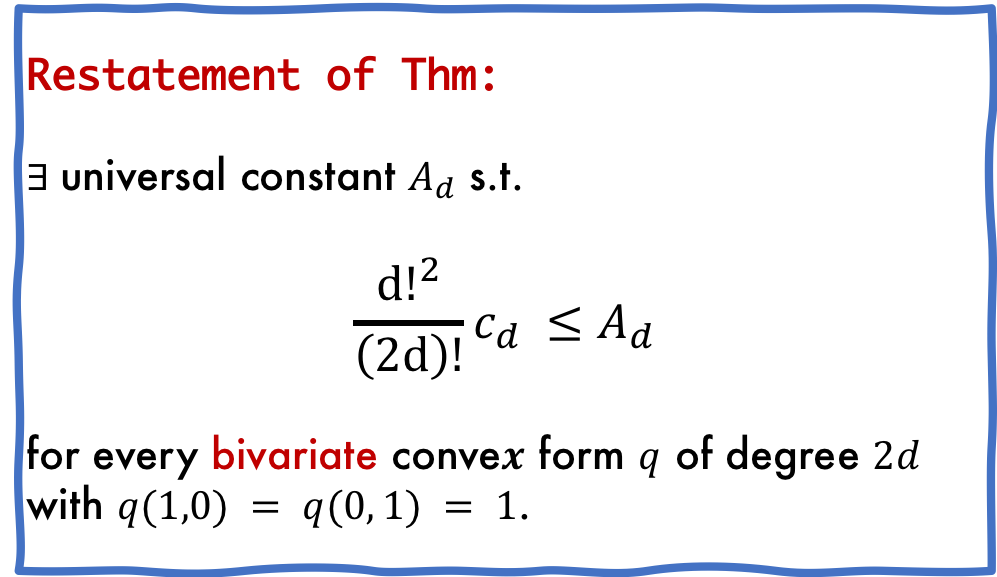 Restatement of Thm:
∃ universal constant A_d s.t.
\frac{d!^2}{(2d)!} c_d ≤ A_d
for every bivariate convex form q of degree 2d
with q(1,0) = q(0,1) = 1.